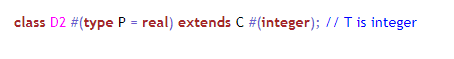 class D2 #(type P = real) extends C #(integer); // T is integer